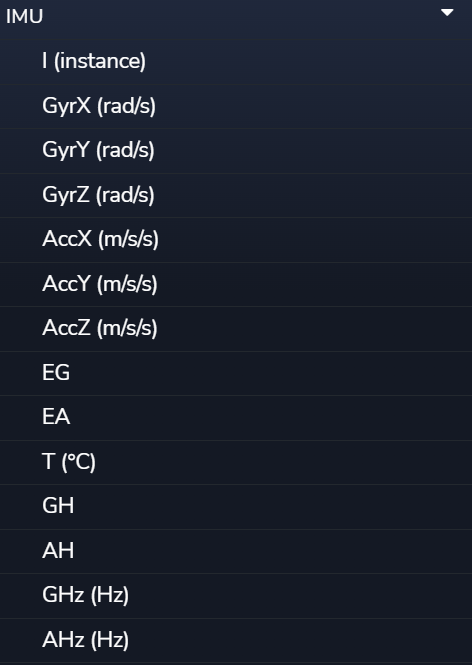 IMU
I (instance)
GyrX (rad/s)
GyrY (rad/s)
GyrZ (rad/s)
AccX (m/s/s)
AccY (m/s/s)
AccZ (m/s/s)
EG
EA
T (°C)
GH
AH
GHz (Hz)
AHz (Hz)